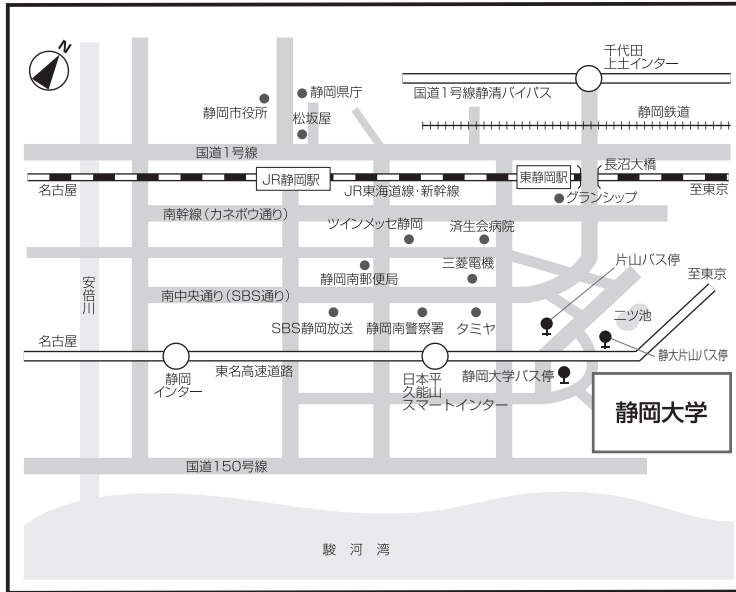 N
千代田
上土インター
静岡県庁
国道1号線静清バイパス
静岡市役所
松坂屋
静岡鉄道
国道1号線
長沼大橋
JR静岡駅
東静岡駅
名古屋
JR東海道線・新幹線
至東京
グランシップ
南幹線(カネボウ通り)
ツインメッセ静岡
済生会病院
片山バス停
三菱電機
静岡南郵便局
至東京
安倍川
南中央通り(SBS通り)
二ツ池
SBS静岡放送
静岡南警察署
タミヤ
名古屋
静大片山バス停
静岡
インター
東名高速道路
日本平
久能山
スマートインター
静岡大学バス停
静岡大学
国道150号線
駿河湾